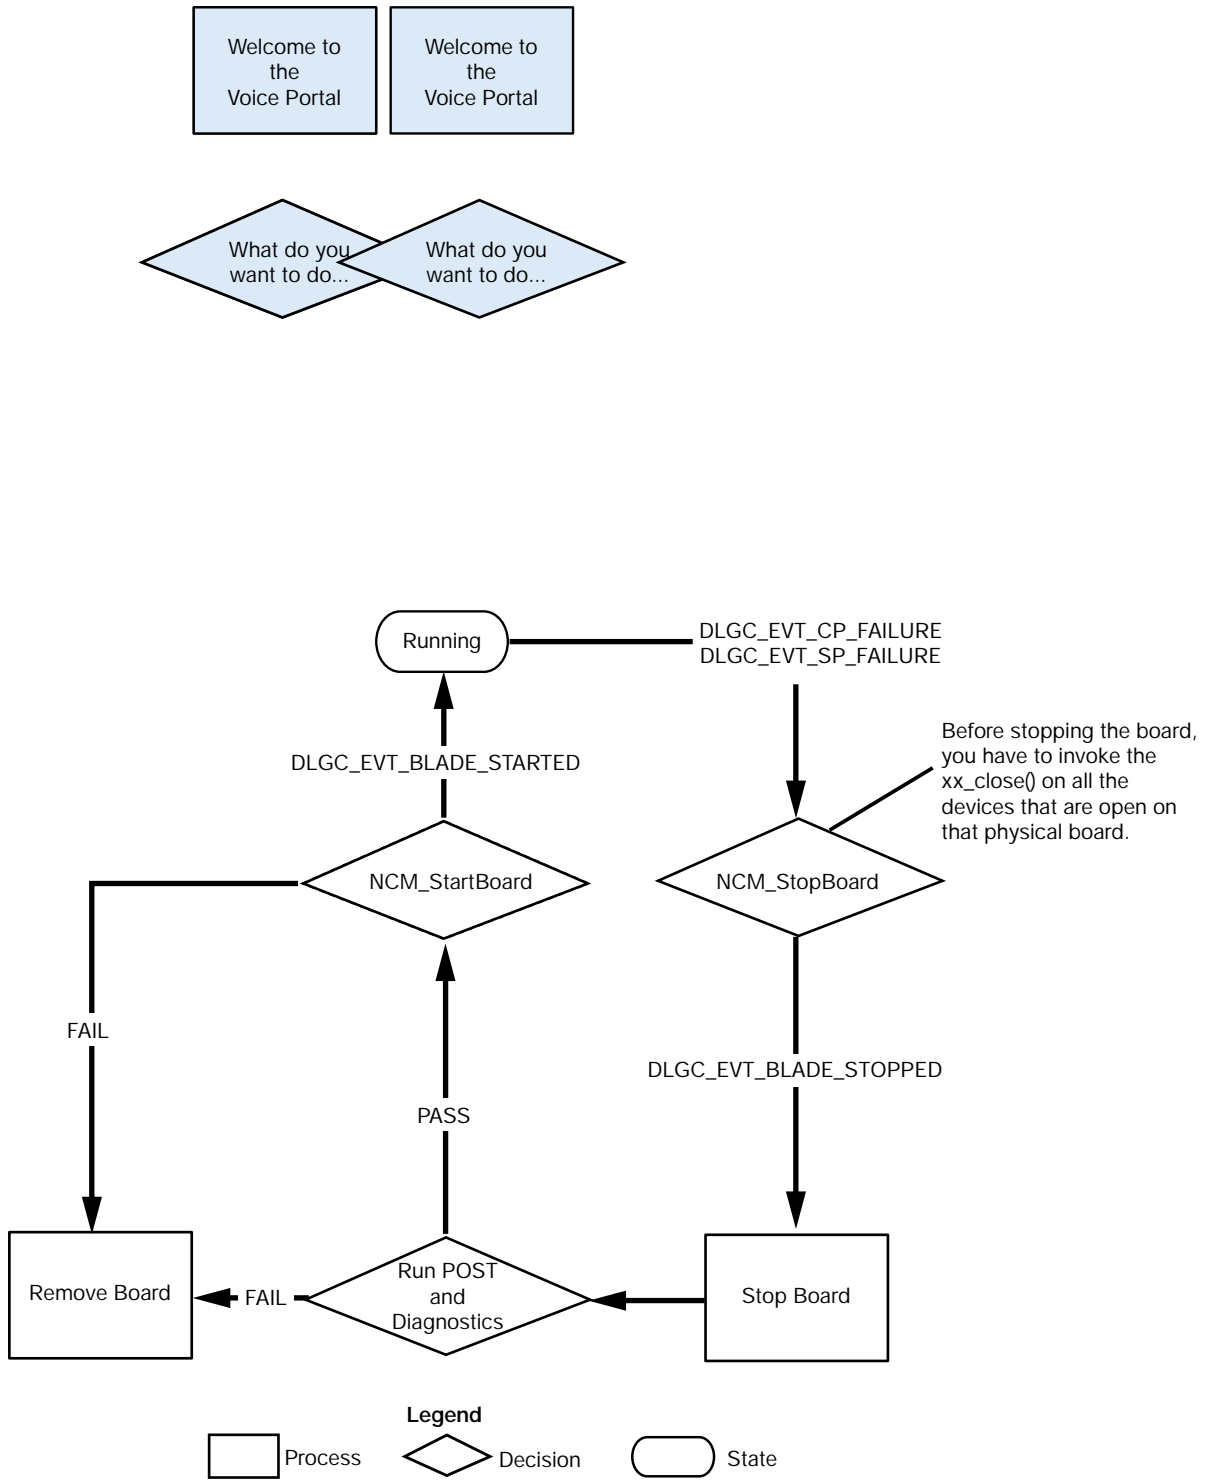 Welcome to
the
Voice Portal
Welcome to
the
Voice Portal
What do you
want to do...
What do you
want to do...
Running
DLGC_EVT_CP_FAILURE
DLGC_EVT_SP_FAILURE
Before stopping the board,
you have to invoke the
xx_close() on all the
devices that are open on
that physical board.
DLGC_EVT_BLADE_STARTED
NCM_StartBoard
NCM_StopBoard
FAIL
DLGC_EVT_BLADE_STOPPED
PASS
Remove Board
FAIL
Run POST
and
Diagnostics
Stop Board
Legend
Process
Decision
State